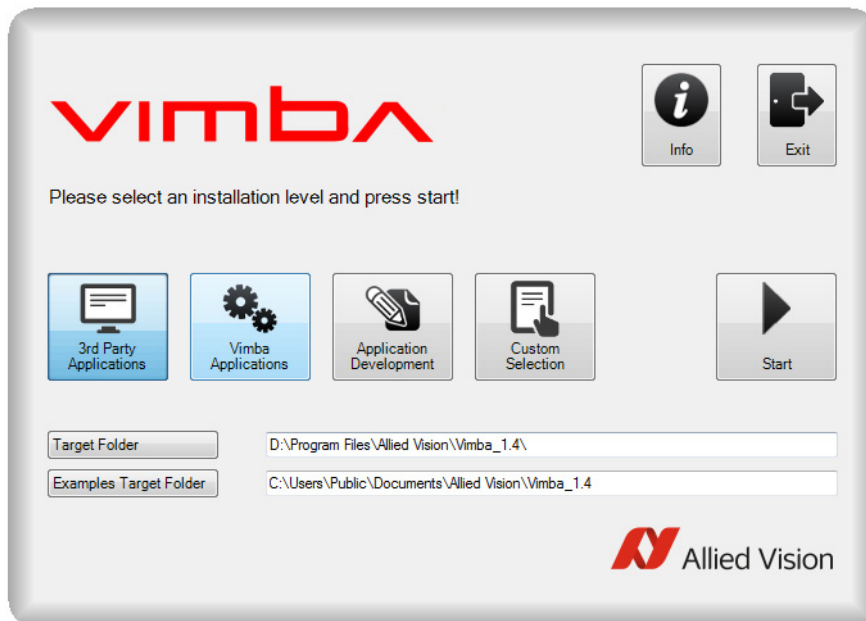 vimba
Info
Exit
Please select an installation level and press start!
3rd Party
Applications
Vimba
Applications
Application
Development
Custom
Selection
Start
Target Folder
D:\Program Files\Allied Vision\Vimba_1.4\
Examples Target Folder
C:\Users\Public\Documents\Allied Vision\Vimba_1.4
Allied Vision